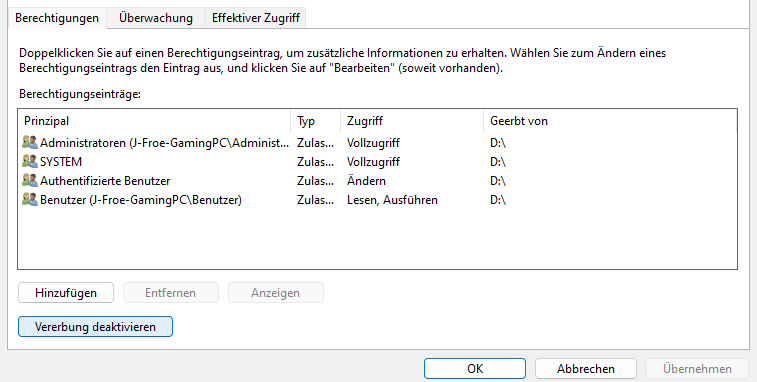 Berechtigungen Überwachung Effektiver Zugriff
Doppelklicken Sie auf einen Berechtigungseintrag, um zusätzliche Informationen zu erhalten. Wählen Sie zum Ändern eines
Berechtigungseintrags den Eintrag aus, und klicken Sie auf "Bearbeiten" (soweit vorhanden).
Berechtigungseinträge:
Prinzipal Typ Zugriff Geerbt von
Administratoren (J-Froe-GamingPC\Administ... Zulas... Vollzugriff D:\
SYSTEM Zulas... Vollzugriff D:\
Authentifizierte Benutzer Zulas... Ändern D:\
Benutzer (J-Froe-GamingPC\Benutzer) Zulas... Lesen, Ausführen D:\
Hinzufügen Entfernen Anzeigen
Vererbung deaktivieren
OK Abbrechen Übernehmen